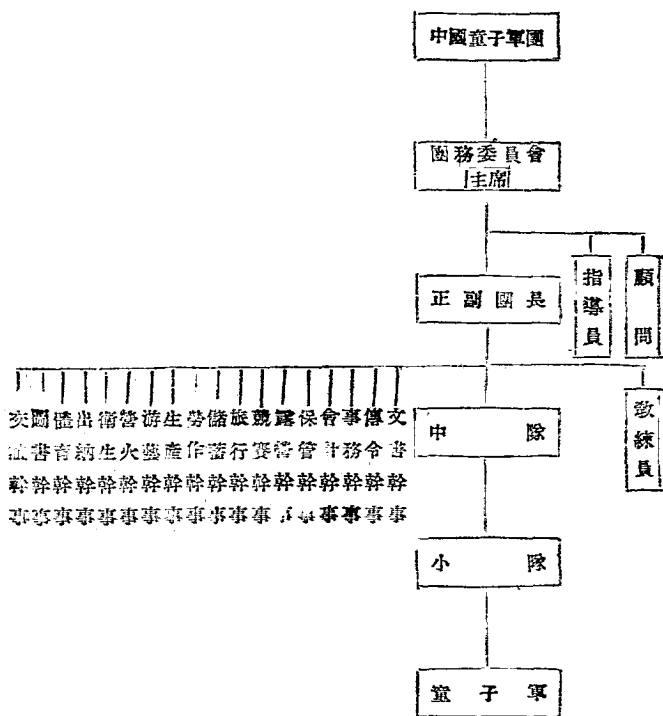 中國童子軍團
團務委員會
主席
顧問
指導員
正副團長
教練員
文書幹事
傳令幹事
事務幹事
會計幹事
保管幹事
露營幹事
競賽幹事
旅行幹事
儲蓄幹事
勞作幹事
生產幹事
游藝幹事
營火幹事
衛生幹事
出納幹事
體育幹事
圖書幹事
交幹事
中隊
小隊
童子軍